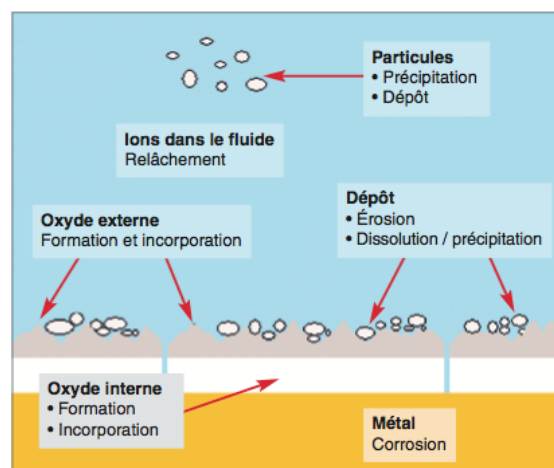 Particules
• Précipitation
• Dépôt
Ions dans le fluide
Relâchement
Oxyde externe
Formation et incorporation
Dépôt
• Érosion
• Dissolution / précipitation
Oxyde interne
• Formation
• Incorporation
Métal
Corrosion